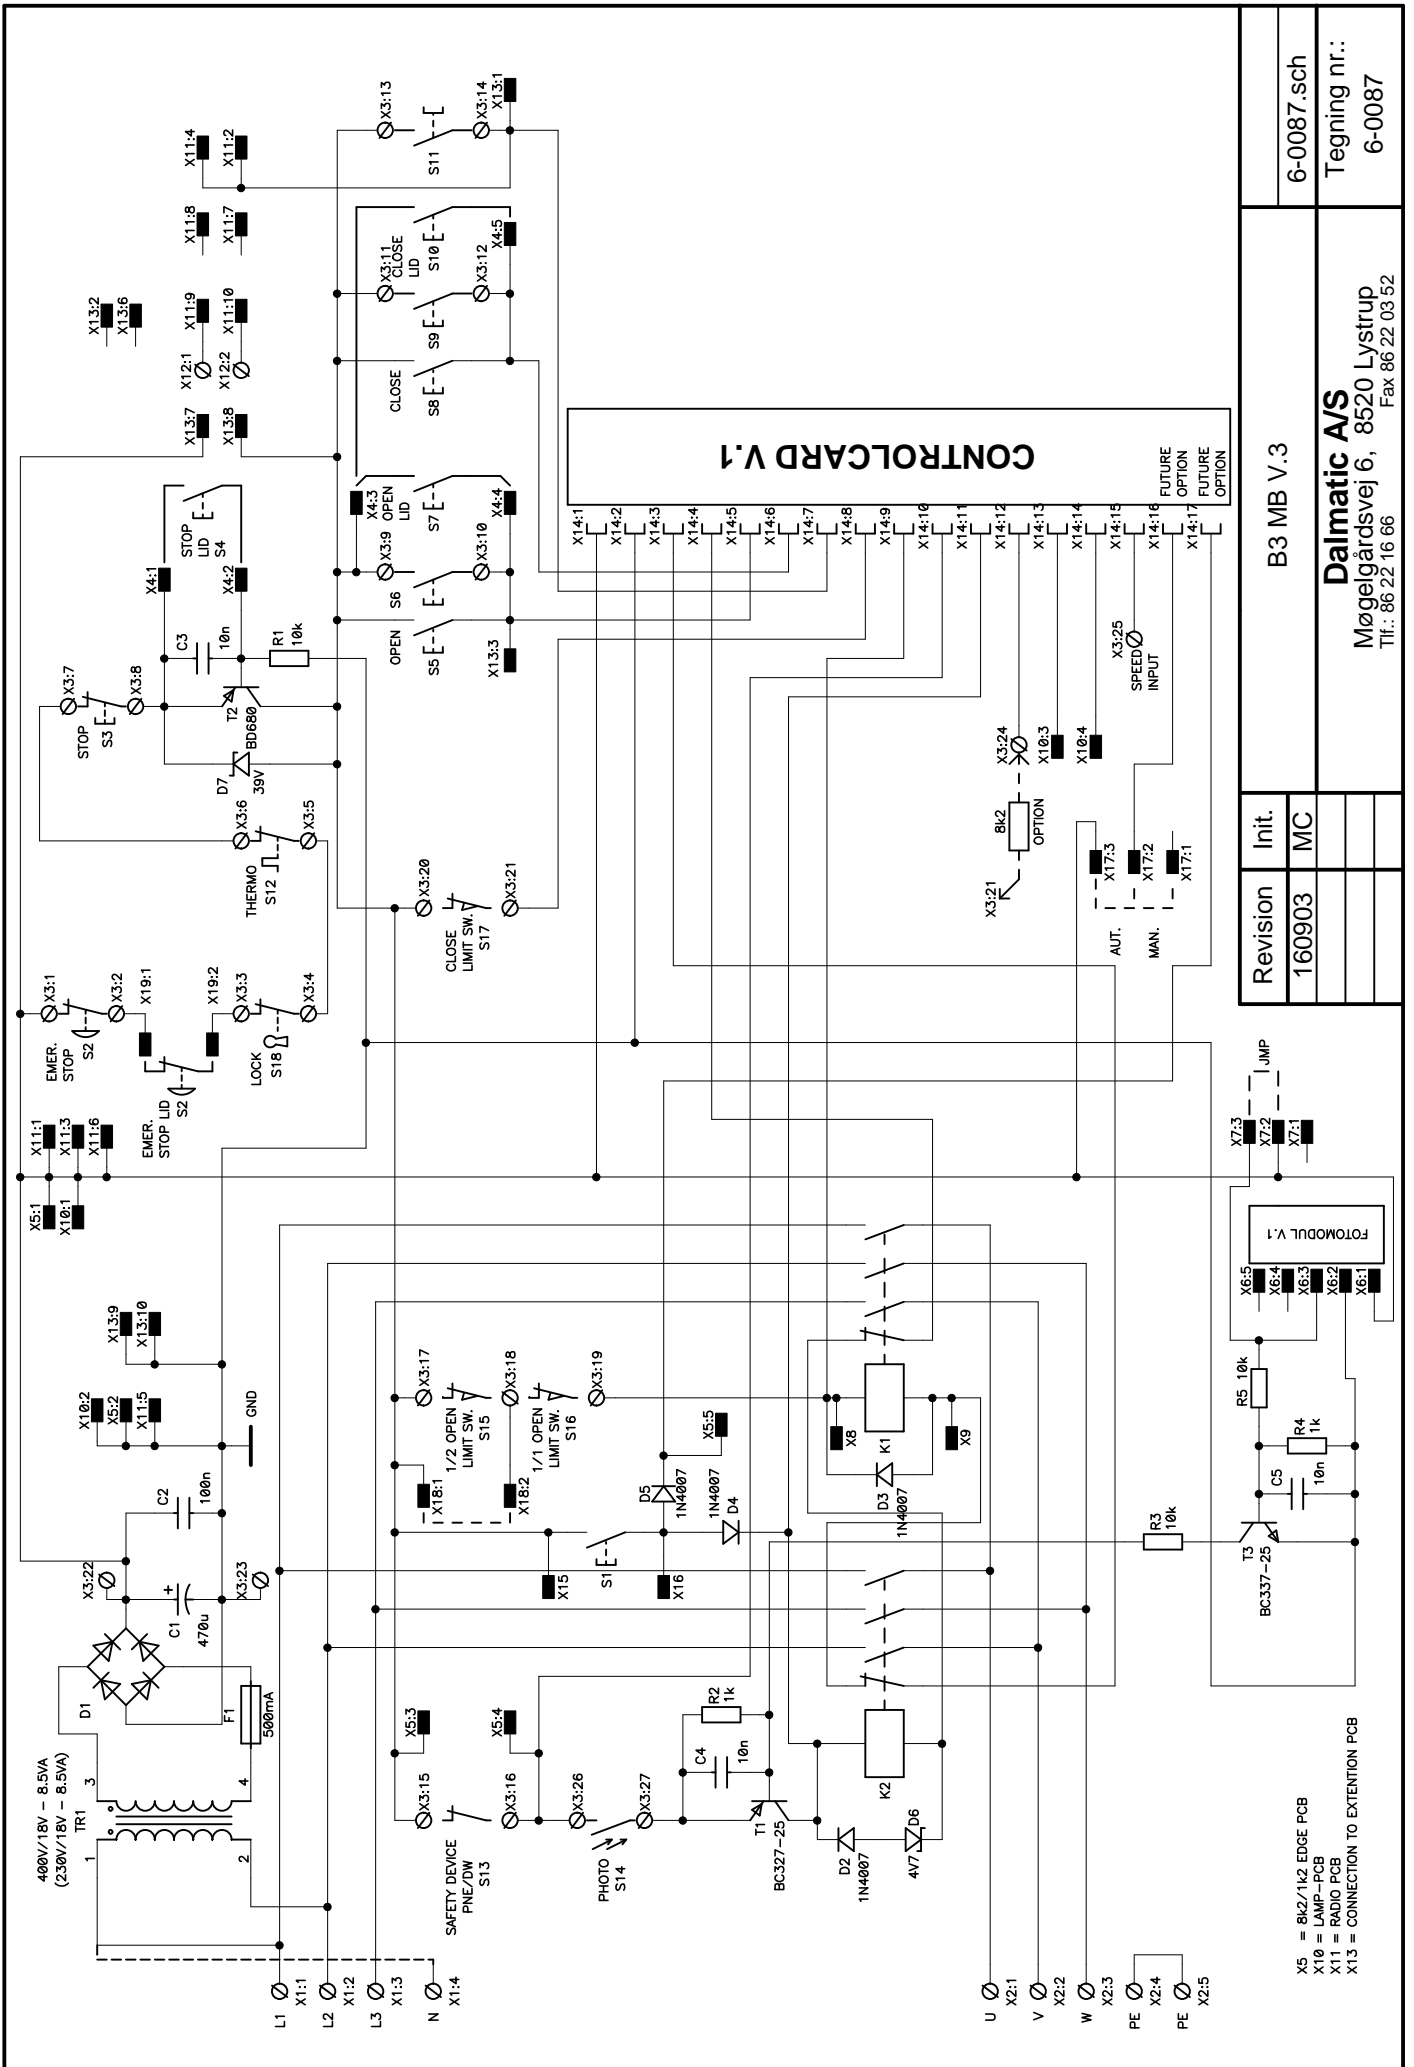 400V/18V - 8.5VA
(230V/18V - 8.5VA)
TR1
1
2
3
4
D1
F1
500mA
C1
+
470u
X3:22
X3:23
C2
100n
X10:2
X5:2
X11:5
GND
X13:9
X13:10
X5:1
X10:1
X11:1
X11:3
X11:6
EMER.
STOP
S2
X3:1
X3:2
X19:1
EMER.
STOP LID
S2
X19:2
X3:3
LOCK
S18
X3:4
THERMO
S12
X3:6
X3:5
STOP
S3
X3:7
X3:8
D7
39V
T2
BD680
C3
10n
R1
10k
X4:1
X4:2
STOP
LID
S4
X13:7
X13:8
X12:1
X12:2
X11:9
X11:10
X13:2
X13:6
X11:8
X11:7
X11:4
X11:2
L1
X1:1
L2
X1:2
L3
X1:3
N
X1:4
SAFETY DEVICE
PNE/DW
S13
X3:15
X3:16
X5:3
X5:4
PHOTO
S14
X3:26
X3:27
C4
10n
R2
1k
T1
BC327-25
D2
1N4007
D6
4V7
K2
X15
S1
X16
X18:1
X18:2
D5
1N4007
1N4007
D4
X5:5
1/2 OPEN
LIMIT SW.
S15
X3:17
X3:18
1/1 OPEN
LIMIT SW.
S16
X3:19
X8
K1
X9
D3
1N4007
CLOSE
LIMIT SW.
S17
X3:20
X3:21
OPEN
S5
X13:3
S6
X3:9
X3:10
X4:3
OPEN
LID
S7
X4:4
CLOSE
S8
S9
X3:11
CLOSE
LID
X3:12
S10
X4:5
S11
X3:13
X3:14
X13:1
CONTROLCARD V.1
X14:1
X14:2
X14:3
X14:4
X14:5
X14:6
X14:7
X14:8
X14:9
X14:10
X14:11
X14:12
X14:13
X14:14
X14:15
X14:16
X14:17
FUTURE
OPTION
FUTURE
OPTION
X3:21
8k2
OPTION
X3:24
X10:3
X10:4
SPEED
INPUT
X3:25
AUT.
MAN.
X17:3
X17:2
X17:1
U
X2:1
V
X2:2
W
X2:3
PE
X2:4
PE
X2:5
R3
10k
T3
BC337-25
C5
10n
R4
1k
R5 10k
X6:5
X6:4
X6:3
X6:2
X6:1
FOTOMODUL V.1
X7:3
X7:2
X7:1
JMP
X5 = 8k2/1k2 EDGE PCB
X10 = LAMP-PCB
X11 = RADIO PCB
X13 = CONNECTION TO EXTENTION PCB
Revision
Init.
160903
MC
B3 MB V.3
6-0087.sch
Dalmatic A/S
Møgelgårdsvej 6, 8520 Lystrup
Tlf.: 86 22 16 66
Fax 86 22 03 52
Tegning nr.:
6-0087